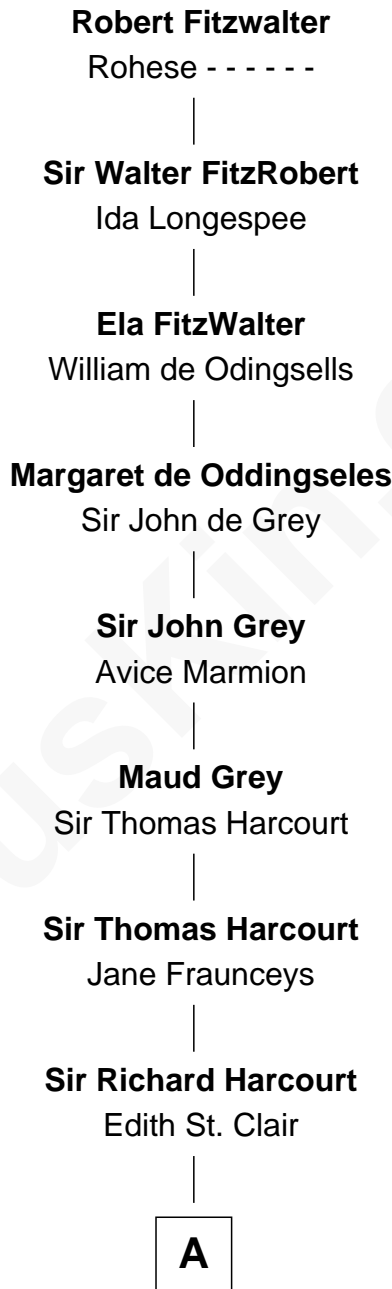 Robert Fitzwalter
Rohese - - - - - -
Sir Walter FitzRobert
Ida Longespee
Ela FitzWalter
William de Odingsells
Margaret de Oddingseles
Sir John de Grey
Sir John Grey
Avice Marmion
Maud Grey
Sir Thomas Harcourt
Sir Thomas Harcourt
Jane Fraunceys
Sir Richard Harcourt
Edith St. Clair
A